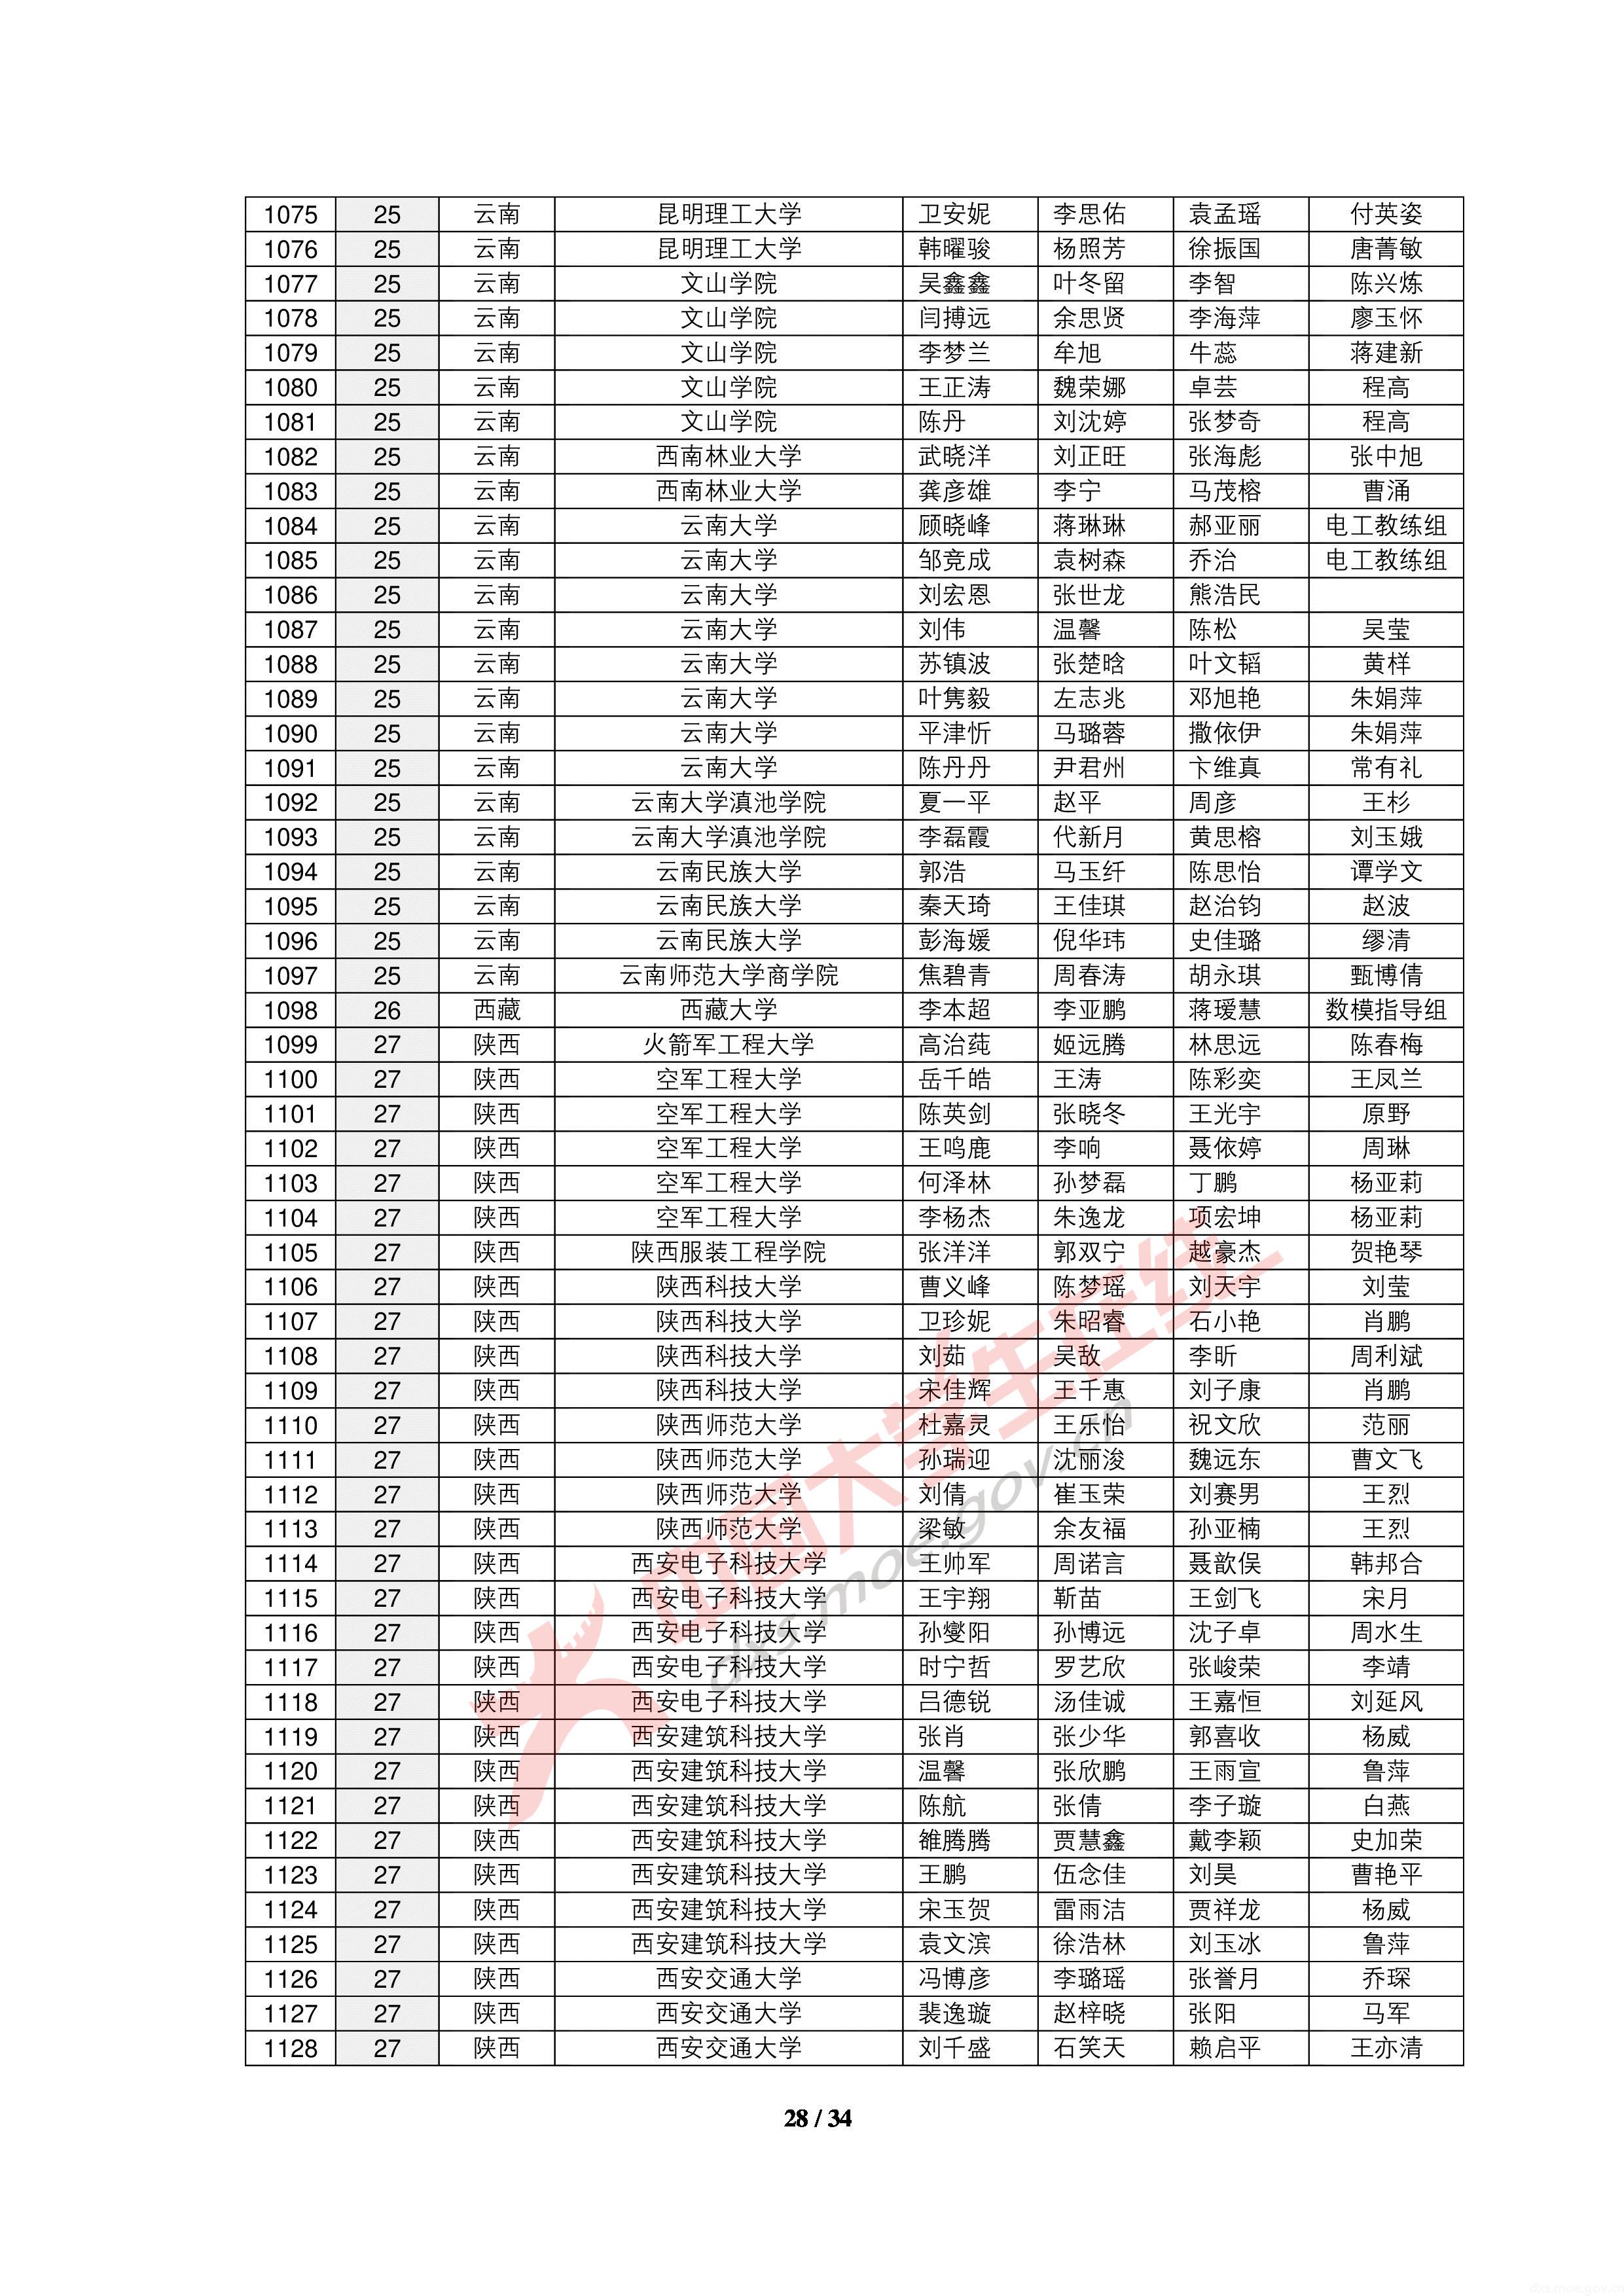 1075 25 云南 昆明理工大学 卫安妮 李思佑 袁孟瑶 付英姿
1076 25 云南 昆明理工大学 韩曜骏 杨照芳 徐振国 唐菁敏
1077 25 云南 文山学院 吴鑫鑫 叶冬留 李智 陈兴炼
1078 25 云南 文山学院 闫搏远 余思贤 李海萍 廖玉怀
1079 25 云南 文山学院 李梦兰 牟旭 牛蕊 蒋建新
1080 25 云南 文山学院 王正涛 魏荣娜 卓芸 程高
1081 25 云南 文山学院 陈丹 刘沈婷 张梦奇 程高
1082 25 云南 西南林业大学 武晓洋 刘正旺 张海彪 张中旭
1083 25 云南 西南林业大学 龚彦雄 李宁 马茂榕 曹涌
1084 25 云南 云南大学 顾晓峰 蒋琳琳 郝亚丽 电工教练组
1085 25 云南 云南大学 邹竞成 袁树森 乔治 电工教练组
1086 25 云南 云南大学 刘宏恩 张世龙 熊浩民
1087 25 云南 云南大学 刘伟 温馨 陈松 吴莹
1088 25 云南 云南大学 苏镇波 张楚晗 叶文韬 黄样
1089 25 云南 云南大学 叶隽毅 左志兆 邓旭艳 朱娟萍
1090 25 云南 云南大学 平津忻 马璐蓉 撒依伊 朱娟萍
1091 25 云南 云南大学 陈丹丹 尹君州 卞维真 常有礼
1092 25 云南 云南大学滇池学院 夏一平 赵平 周彦 王杉
1093 25 云南 云南大学滇池学院 李磊霞 代新月 黄思榕 刘玉娥
1094 25 云南 云南民族大学 郭浩 马玉纤 陈思怡 谭学文
1095 25 云南 云南民族大学 秦天琦 王佳琪 赵治钧 赵波
1096 25 云南 云南民族大学 彭海媛 倪华玮 史佳璐 缪清
1097 25 云南 云南师范大学商学院 焦碧青 周春涛 胡永琪 甄博倩
1098 26 西藏 西藏大学 李本超 李亚鹏 蒋瑷慧 数模指导组
1099 27 陕西 火箭军工程大学 高治莼 姬远腾 林思远 陈春梅
1100 27 陕西 空军工程大学 岳千皓 王涛 陈彩奕 王凤兰
1101 27 陕西 空军工程大学 陈英剑 张晓冬 王光宇 原野
1102 27 陕西 空军工程大学 王鸣鹿 李响 聂依婷 周琳
1103 27 陕西 空军工程大学 何泽林 孙梦磊 丁鹏 杨亚莉
1104 27 陕西 空军工程大学 李杨杰 朱逸龙 项宏坤 杨亚莉
1105 27 陕西 陕西服装工程学院 张洋洋 郭双宁 越豪杰 贺艳琴
1106 27 陕西 陕西科技大学 曹义峰 陈梦瑶 刘天宇 刘莹
1107 27 陕西 陕西科技大学 卫珍妮 朱昭睿 石小艳 肖鹏
1108 27 陕西 陕西科技大学 刘茹 吴敌 李昕 周利斌
1109 27 陕西 陕西科技大学 宋佳辉 王千惠 刘子康 肖鹏
1110 27 陕西 陕西师范大学 杜嘉灵 王乐怡 祝文欣 范丽
1111 27 陕西 陕西师范大学 孙瑞迎 沈丽浚 魏远东 曹文飞
1112 27 陕西 陕西师范大学 刘倩 崔玉荣 刘赛男 王烈
1113 27 陕西 陕西师范大学 梁敏 余友福 孙亚楠 王烈
1114 27 陕西 西安电子科技大学 王帅军 周诺言 聂歆俣 韩邦合
1115 27 陕西 西安电子科技大学 王宇翔 靳苗 王剑飞 宋月
1116 27 陕西 西安电子科技大学 孙燮阳 孙博远 沈子卓 周水生
1117 27 陕西 西安电子科技大学 时宁哲 罗艺欣 张峻荣 李靖
1118 27 陕西 西安电子科技大学 吕德锐 汤佳诚 王嘉恒 刘延风
1119 27 陕西 西安建筑科技大学 张肖 张少华 郭喜收 杨威
1120 27 陕西 西安建筑科技大学 温馨 张欣鹏 王雨宣 鲁萍
1121 27 陕西 西安建筑科技大学 陈航 张倩 李子璇 白燕
1122 27 陕西 西安建筑科技大学 雒腾腾 贾慧鑫 戴李颖 史加荣
1123 27 陕西 西安建筑科技大学 王鹏 伍念佳 刘昊 曹艳平
1124 27 陕西 西安建筑科技大学 宋玉贺 雷雨洁 贾祥龙 杨威
1125 27 陕西 西安建筑科技大学 袁文滨 徐浩林 刘玉冰 鲁萍
1126 27 陕西 西安交通大学 冯博彦 李璐瑶 张誉月 乔琛
1127 27 陕西 西安交通大学 裴逸璇 赵梓晓 张阳 马军
1128 27 陕西 西安交通大学 刘千盛 石笑天 赖启平 王亦清
中国大学生在线
dxs.moe.gov.cn
28 / 34
dxs.moe.gov.cn